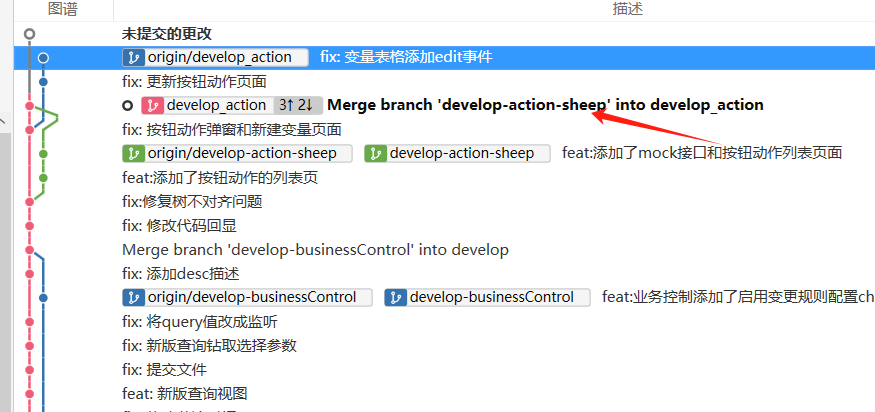 图谱 描述
未提交的更改
origin/develop_action fix: 变量表格添加edit事件
fix: 更新按钮动作页面
develop_action 3↑ 2↓ Merge branch 'develop-action-sheep' into develop_action
fix: 按钮动作弹窗和新建变量页面
origin/develop-action-sheep develop-action-sheep feat:添加了mock接口和按钮动作列表页面
feat:添加了按钮动作的列表页
fix:修复树不对齐问题
fix: 修改代码回显
Merge branch 'develop-businessControl' into develop
fix: 添加desc描述
origin/develop-businessControl develop-businessControl feat:业务控制添加了启用变更规则配置ch
fix: 将query值改成监听
fix: 新版查询钻取选择参数
fix: 提交文件
feat: 新版查询视图